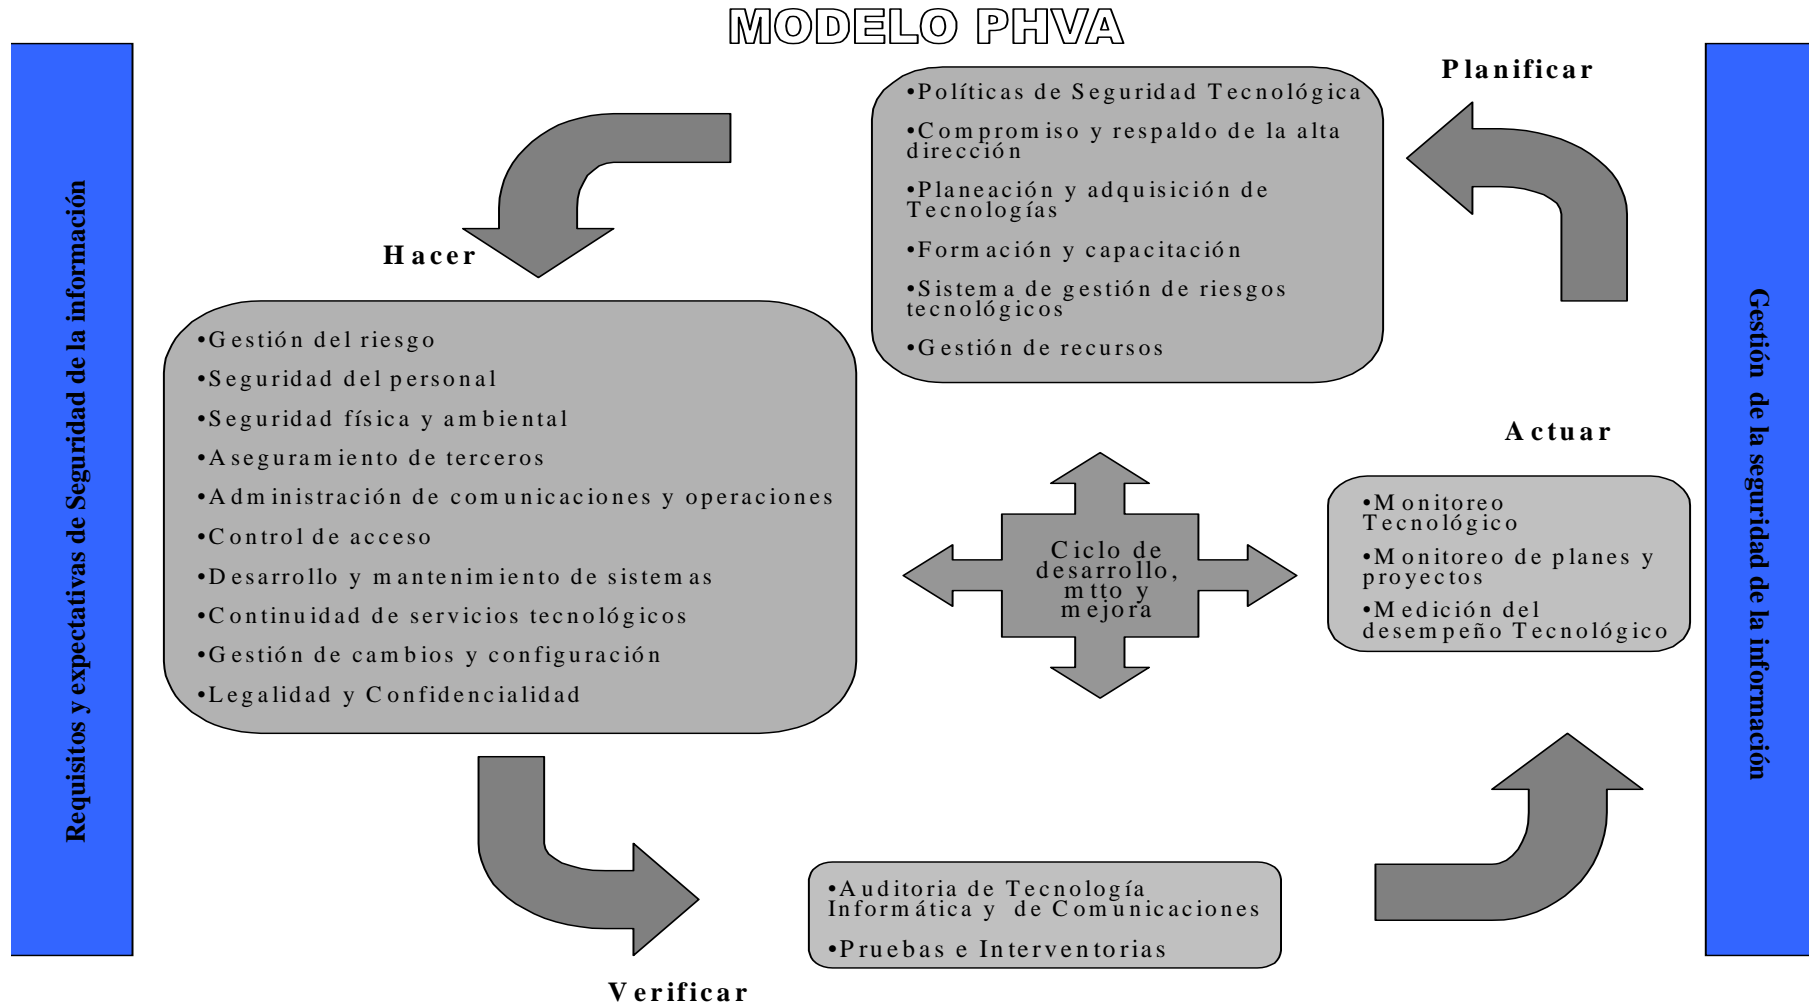 MODELO PHVA
Requisitos y expectativas de Seguridad de la información
Planificar
•Políticas de Seguridad Tecnológica
•Compromiso y respaldo de la alta
dirección
•Planeación y adquisición de
Tecnologías
•Formación y capacitación
•Sistema de gestión de riesgos
tecnológicos
•Gestión de recursos
Hacer
•Gestión del riesgo
•Seguridad del personal
•Seguridad física y ambiental
•Aseguramiento de terceros
•Administración de comunicaciones y operaciones
•Control de acceso
•Desarrollo y mantenimiento de sistemas
•Continuidad de servicios tecnológicos
•Gestión de cambios y configuración
•Legalidad y Confidencialidad
Ciclo de
desarrollo,
mtto y
mejora
Actuar
•Monitoreo
Tecnológico
•Monitoreo de planes y
proyectos
•Medición del
desempeño Tecnológico
•Auditoria de Tecnología
Informática y de Comunicaciones
•Pruebas e Interventorias
Verificar
Gestión de la seguridad de la información